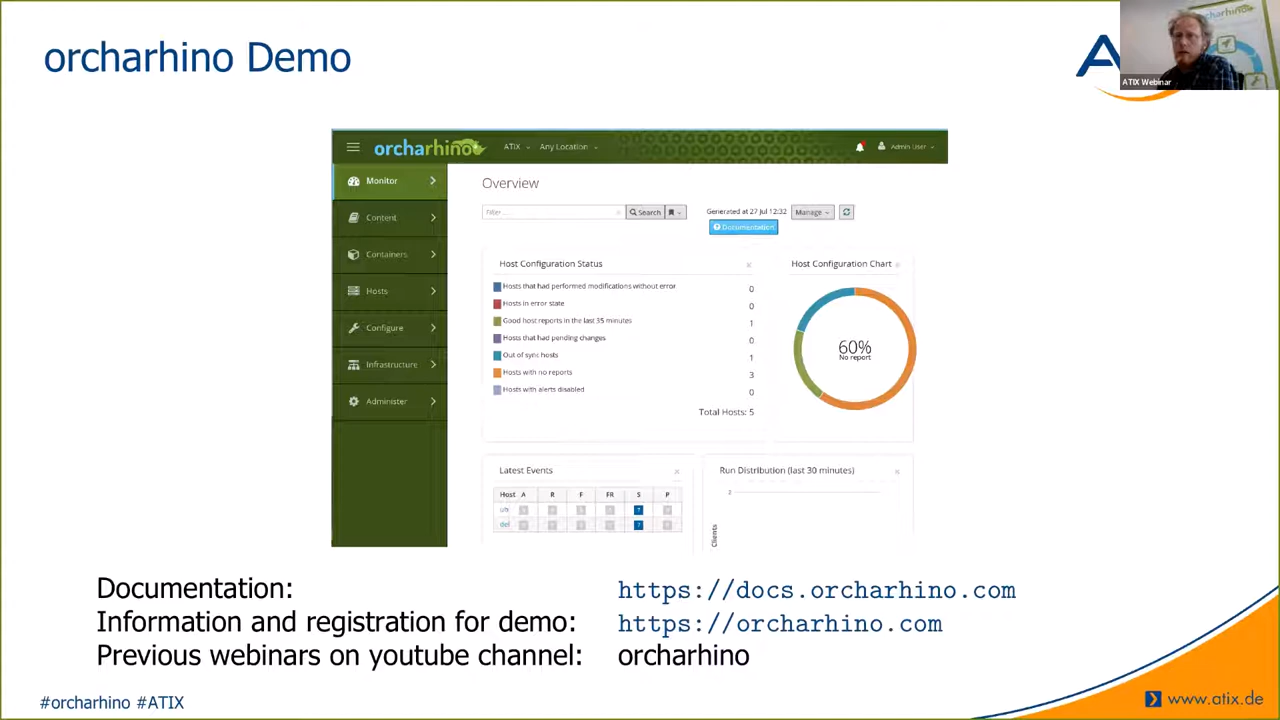 orcharhino Demo
ATIX Webinar
orcharhino
ATIX
Any Location
Admin User
Monitor
Content
Containers
Hosts
Configure
Infrastructure
Administer
Overview
Filter ...
Search
Generated at 27 Jul 12:32
Manage
Documentation
Host Configuration Status
Hosts that had performed modifications without error 0
Hosts in error state 0
Good host reports in the last 35 minutes 1
Hosts that had pending changes 0
Out of sync hosts 1
Hosts with no reports 3
Hosts with alerts disabled 0
Total Hosts: 5
Host Configuration Chart
60%
No report
Latest Events
Host A R F FR S P
ub
del
Run Distribution (last 30 minutes)
2
Clients
Documentation: https://docs.orcharhino.com
Information and registration for demo: https://orcharhino.com
Previous webinars on youtube channel: orcharhino
#orcharhino #ATIX
www.atix.de